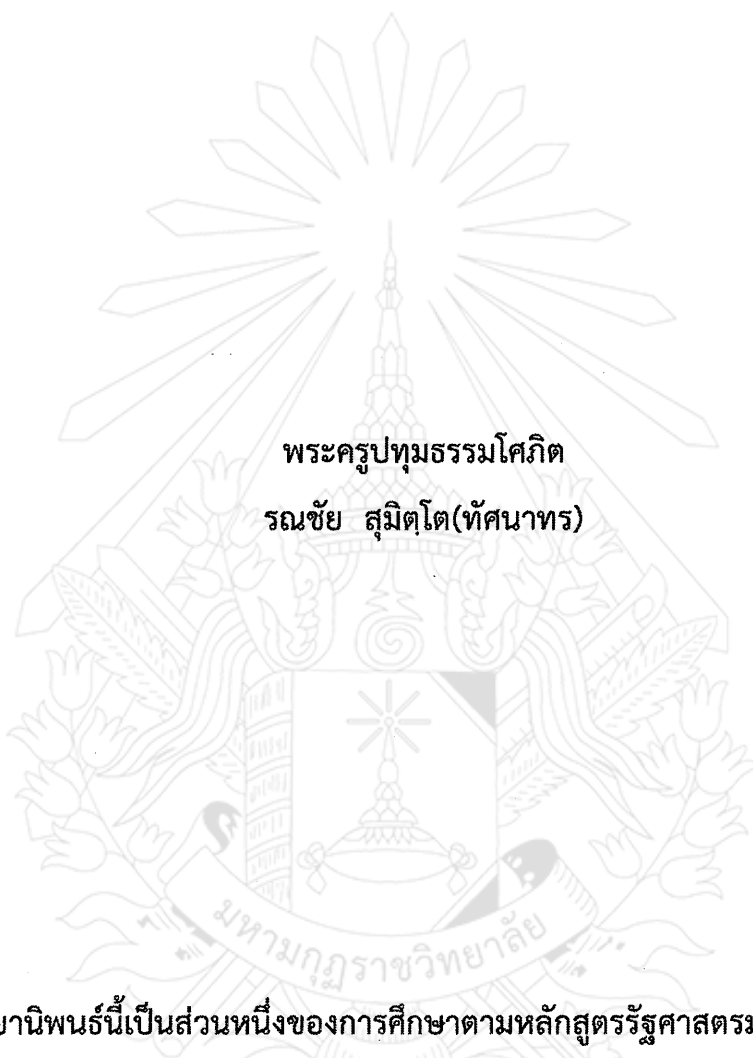 พระครูปทุมธรรมโศภิต
รณชัย สุมิตฺโต(ทัศนาทร)
มหามกุฏราชวิทยาลัย
ยานิพนธ์นี้เป็นส่วนหนึ่งของการศึกษาตามหลักสูตรรัฐศาสตรม